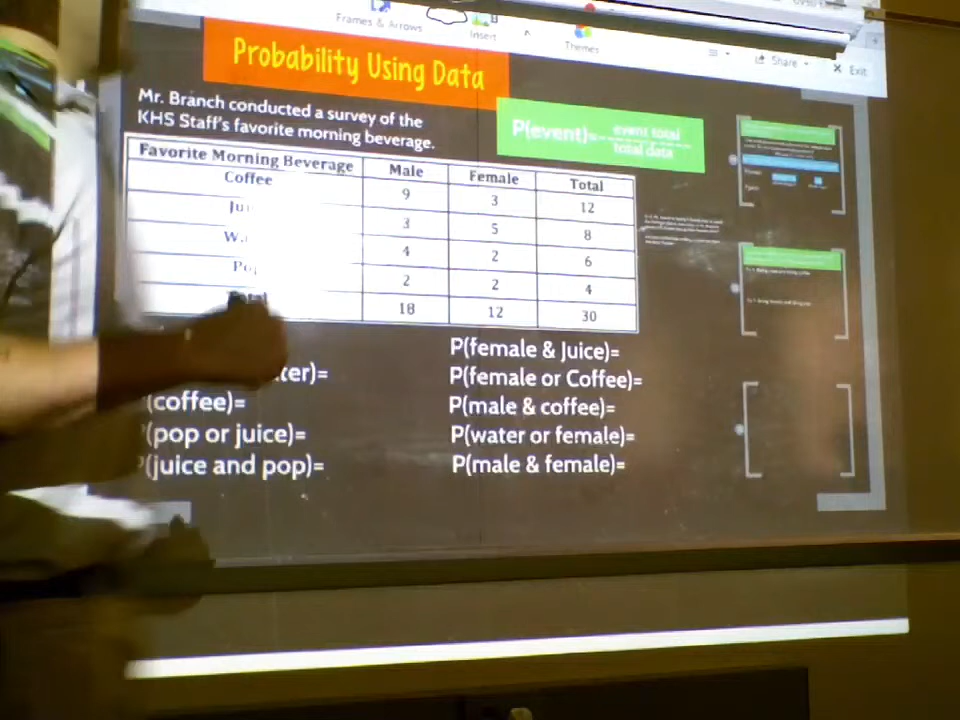 Frames & Arrows
Insert
Themes
Share
Exit
Probability Using Data
Mr. Branch conducted a survey of the
KHS Staff's favorite morning beverage.
P(event)= event total
total data
Favorite Morning Beverage Male Female Total
Coffee 9 3 12
3 5 8
4 2 6
2 2 4
18 12 30
P(female & Juice)=
P(female or Coffee)=
(coffee)= P(male & coffee)=
(pop or juice)= P(water or female)=
(juice and pop)= P(male & female)=